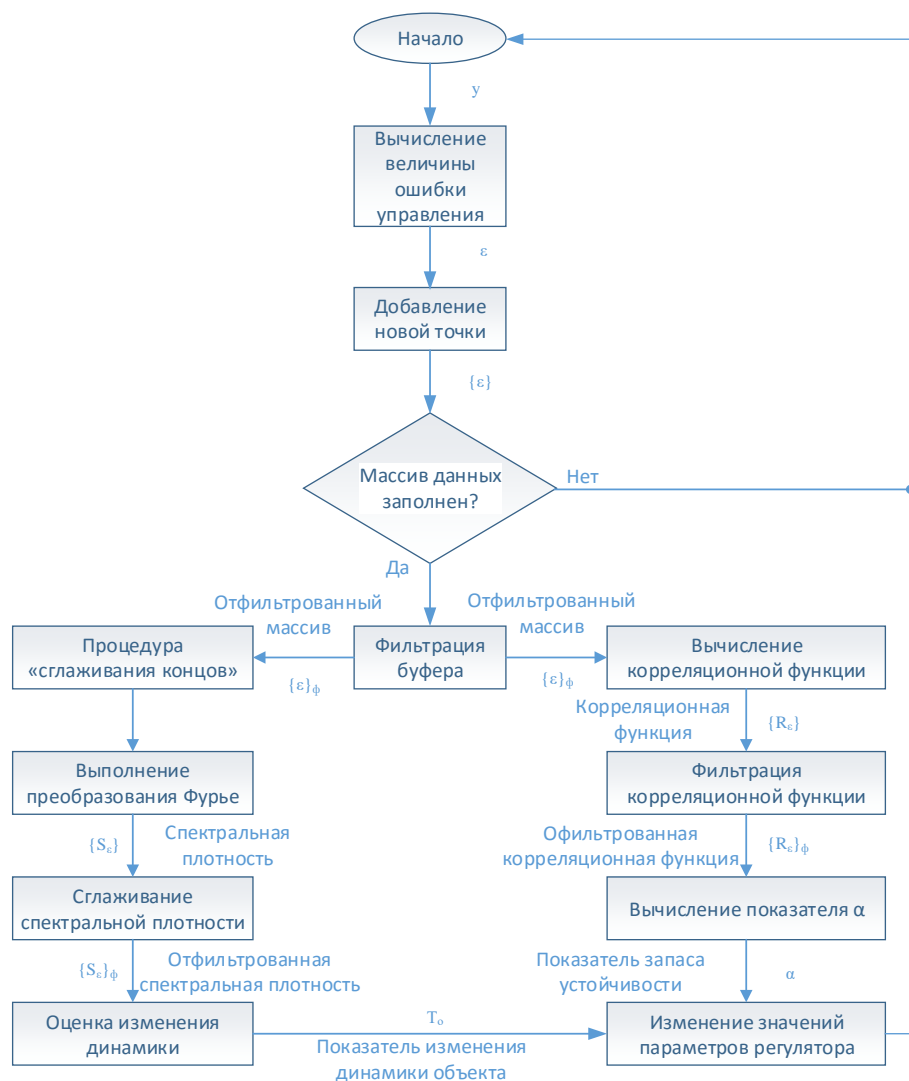 Начало
y
Вычисление
величины
ошибки
управления
ε
Добавление
новой точки
{ε}
Массив данных
заполнен?
Нет
Да
Отфильтрованный
массив
Отфильтрованный
массив
Процедура
«сглаживания концов»
Фильтрация
буфера
Вычисление
корреляционной функции
{ε}ф
{ε}ф
Корреляционная
функция
{Rε}
Выполнение
преобразования Фурье
Фильтрация
корреляционной функции
{Sε}
Спектральная
плотность
Офильтрованная
корреляционная функция
{Rε}ф
Сглаживание
спектральной плотности
Вычисление показателя α
{Sε}ф
Отфильтрованная
спектральная плотность
Показатель запаса
устойчивости
α
Оценка изменения
динамики
To
Показатель изменения
динамики объекта
Изменение значений
параметров регулятора